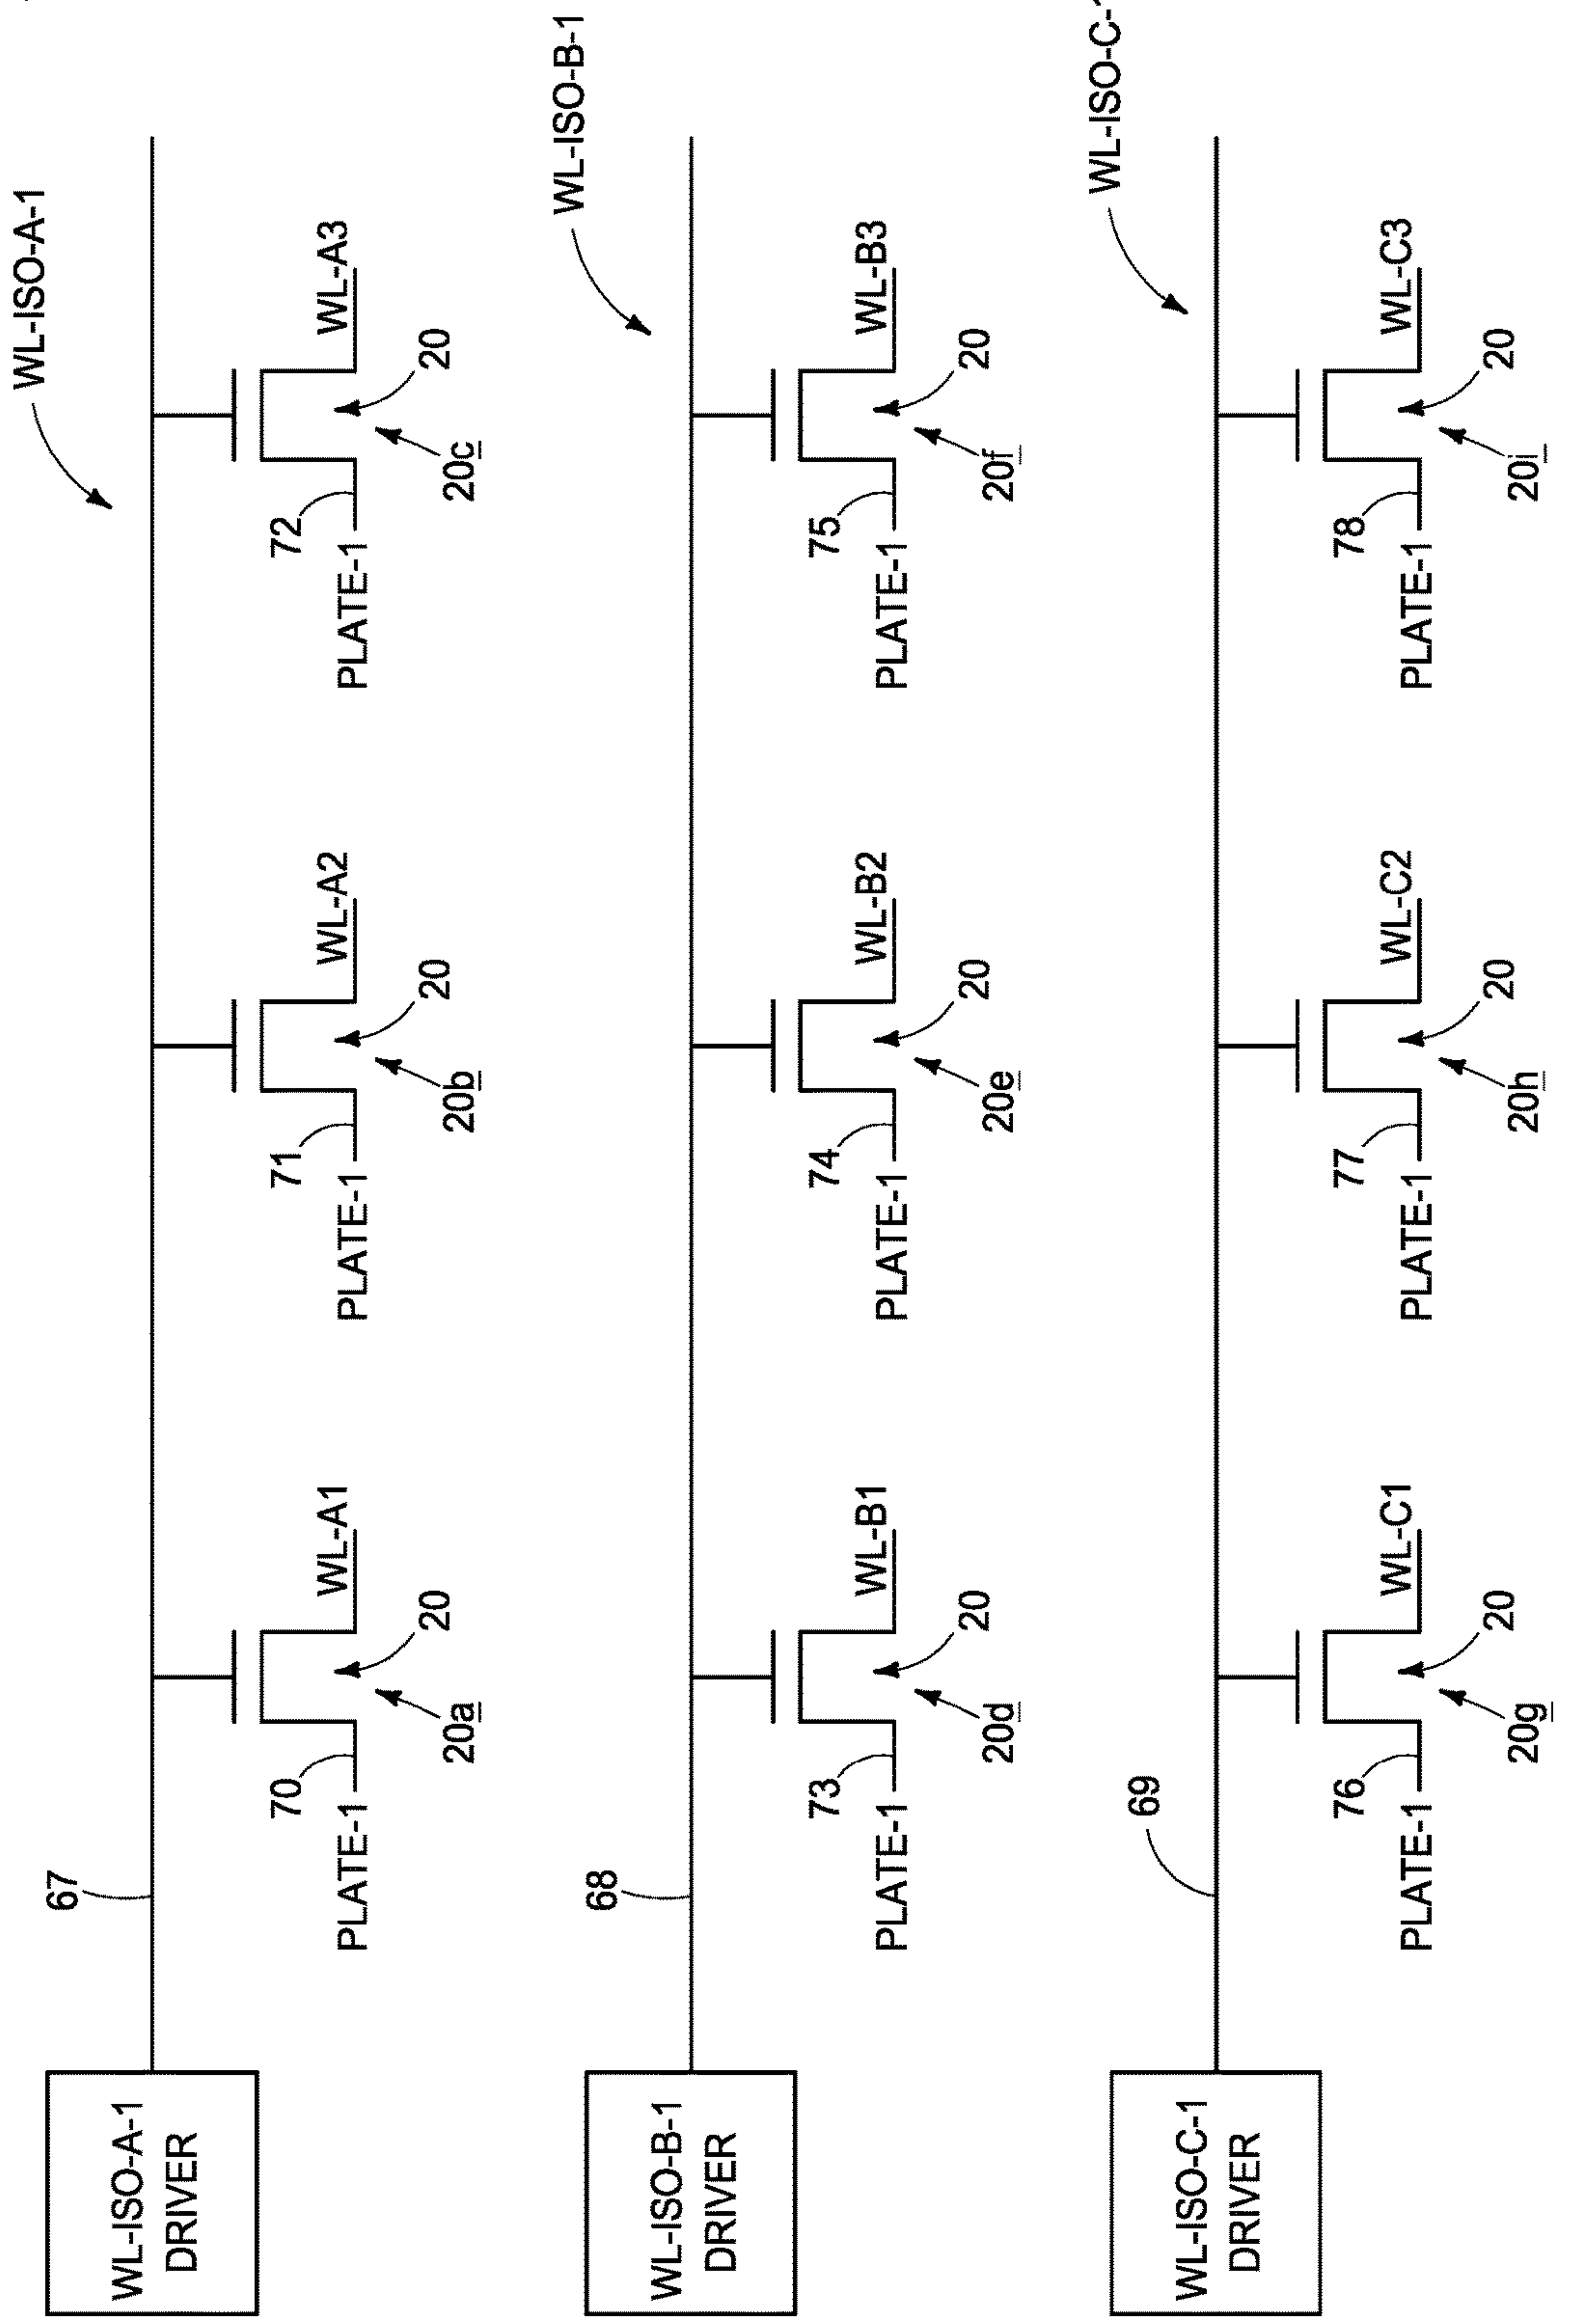 WL-ISO-A-1
67
WL-ISO-A-1
DRIVER
70
WL-A1
71
WL-A2
72
WL-A3
PLATE-1
PLATE-1
PLATE-1
20
20
20
20a
20b
20c
WL-ISO-B-1
68
WL-ISO-B-1
DRIVER
73
WL-B1
74
WL-B2
75
WL-B3
PLATE-1
PLATE-1
PLATE-1
20
20
20
20d
20e
20f
WL-ISO-C-1
69
WL-ISO-C-1
DRIVER
76
WL-C1
77
WL-C2
78
WL-C3
PLATE-1
PLATE-1
PLATE-1
20
20
20
20g
20h
20i